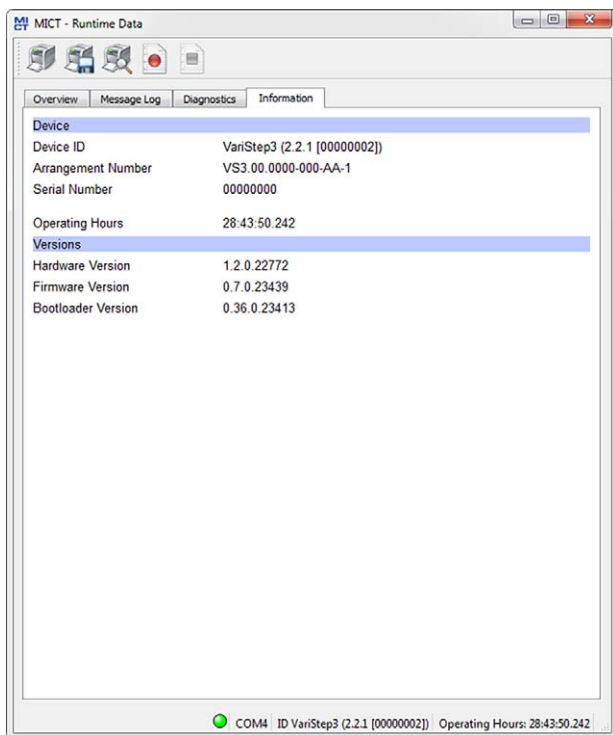 MICT - Runtime Data
Overview Message Log Diagnostics Information
Device
Device ID VariStep3 (2.2.1 [00000002])
Arrangement Number VS3.00.0000-000-AA-1
Serial Number 00000000
Operating Hours 28:43:50.242
Versions
Hardware Version 1.2.0.22772
Firmware Version 0.7.0.23439
Bootloader Version 0.36.0.23413
COM4 ID VariStep3 (2.2.1 [00000002]) Operating Hours: 28:43:50.242